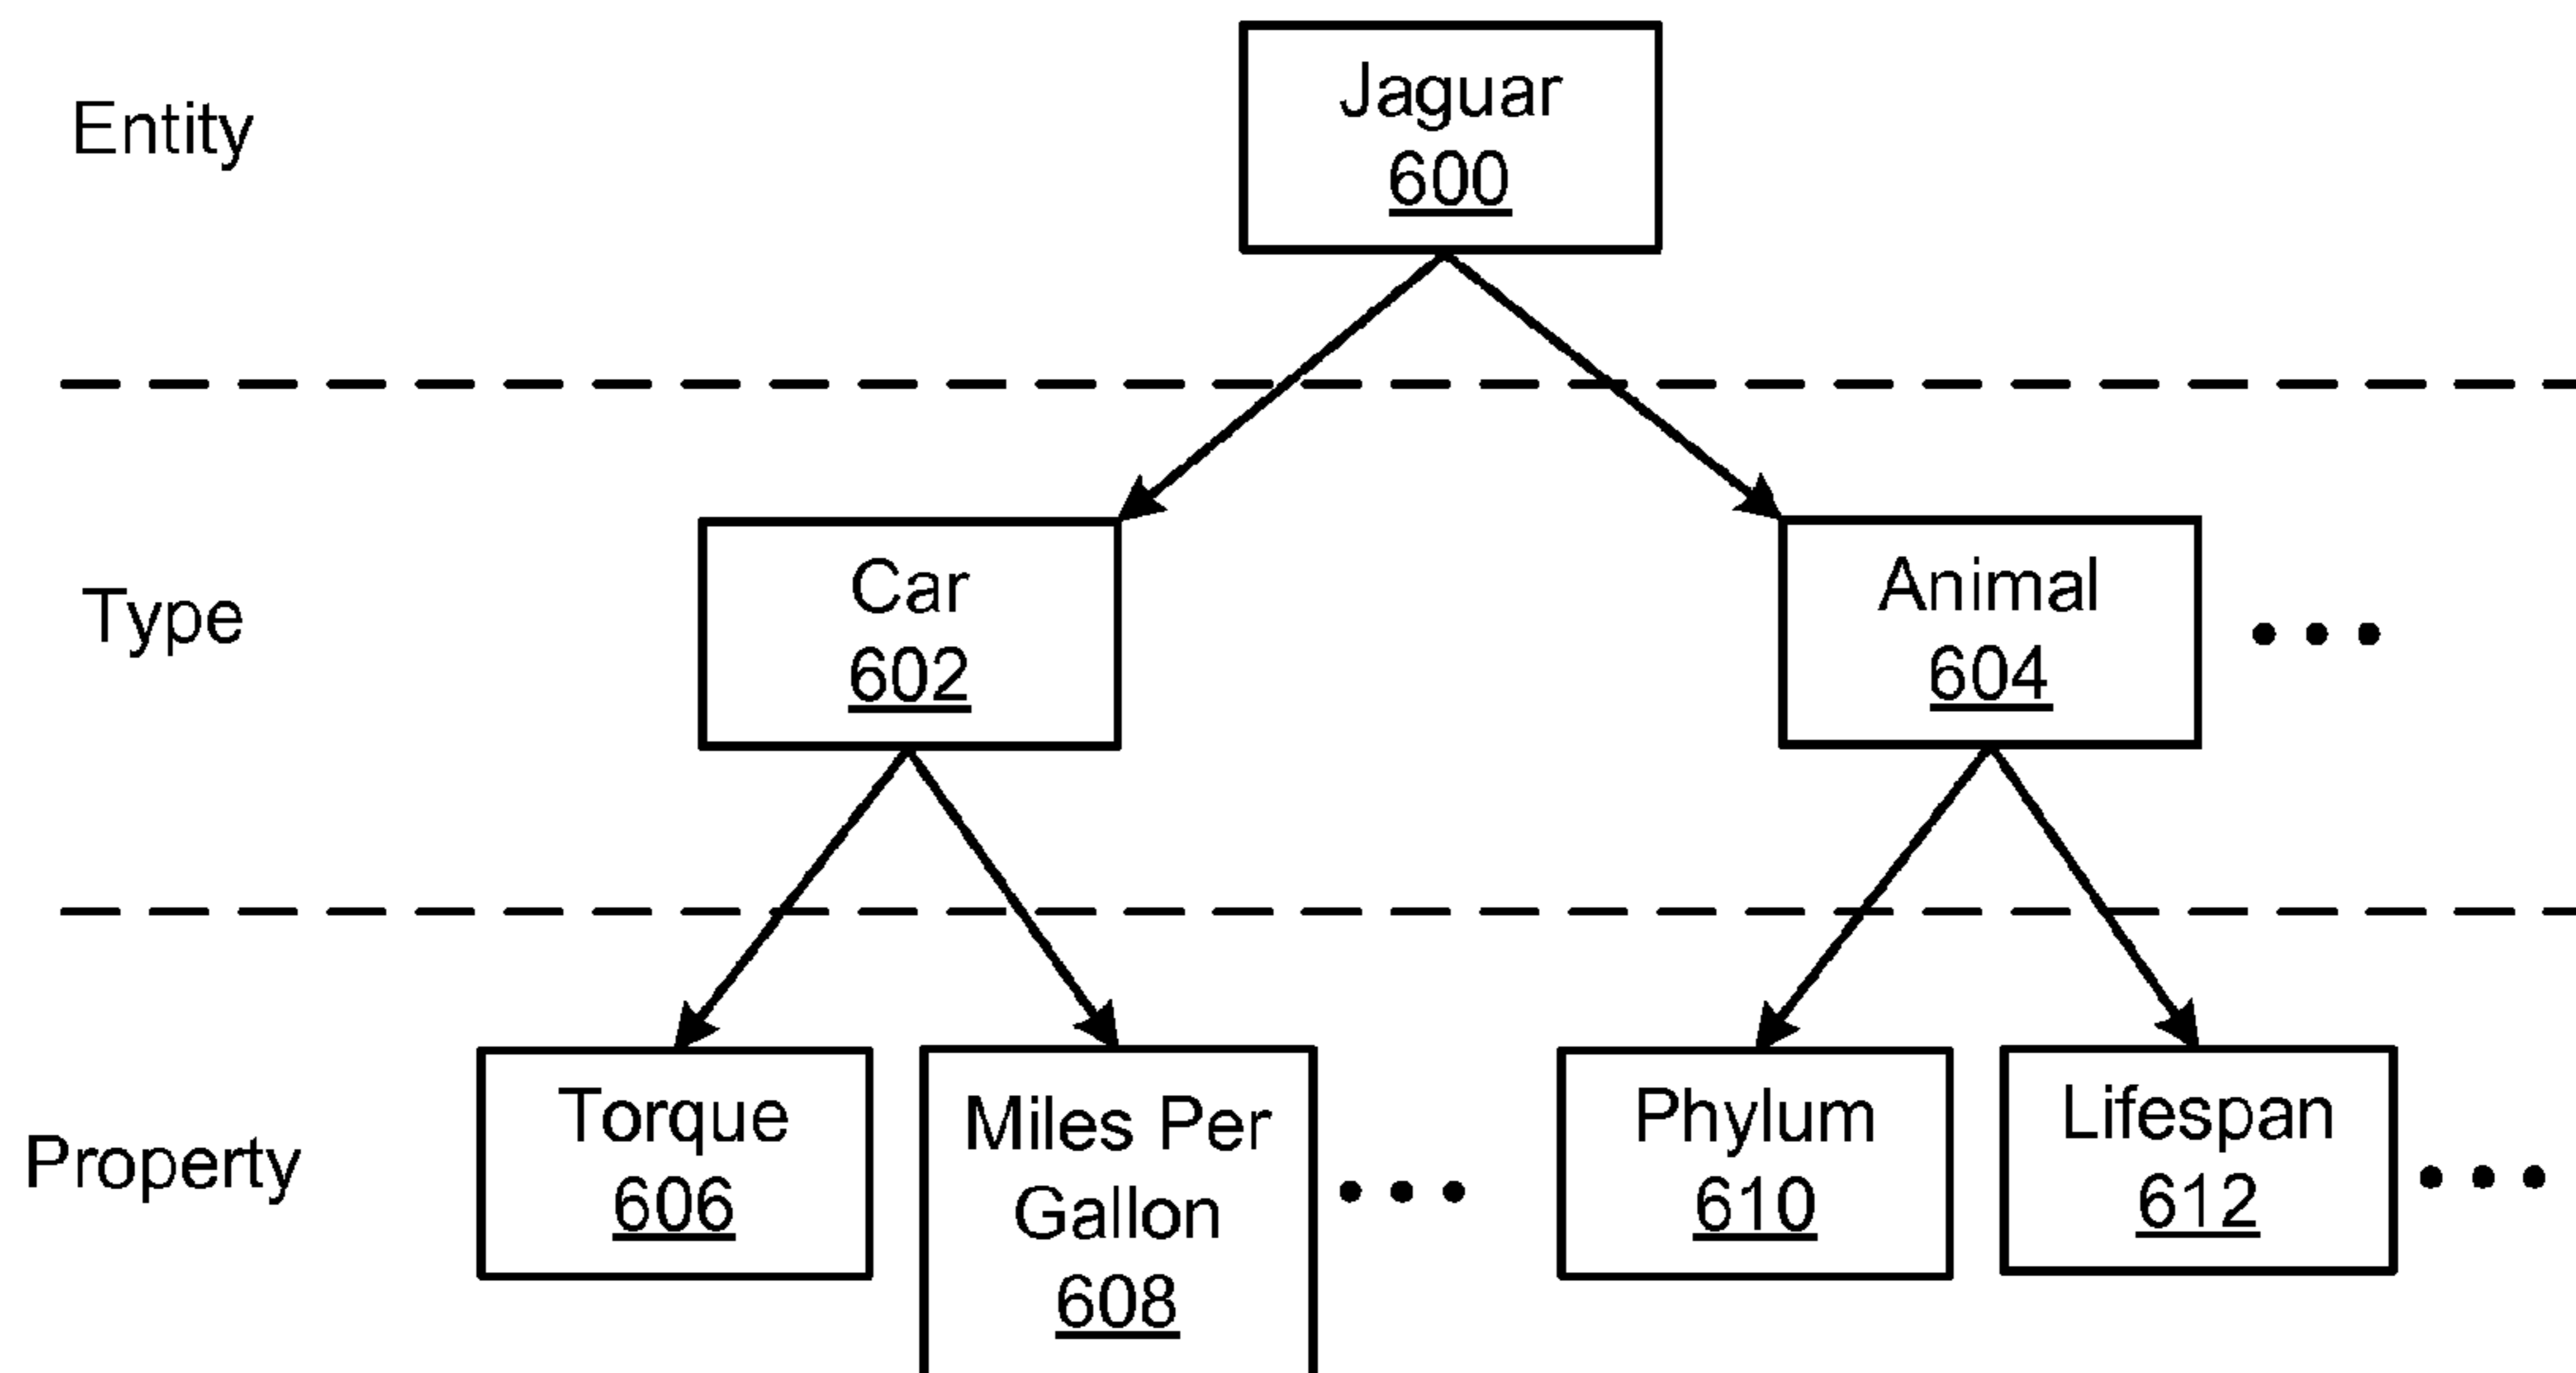 Entity
Jaguar
600
Type
Car
602
Animal
604
Property
Torque
606
Miles Per
Gallon
608
Phylum
610
Lifespan
612